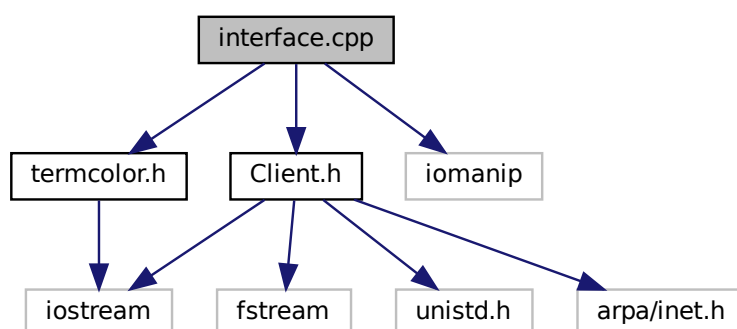 interface.cpp
termcolor.h
Client.h
iomanip
iostream
fstream
unistd.h
arpa/inet.h